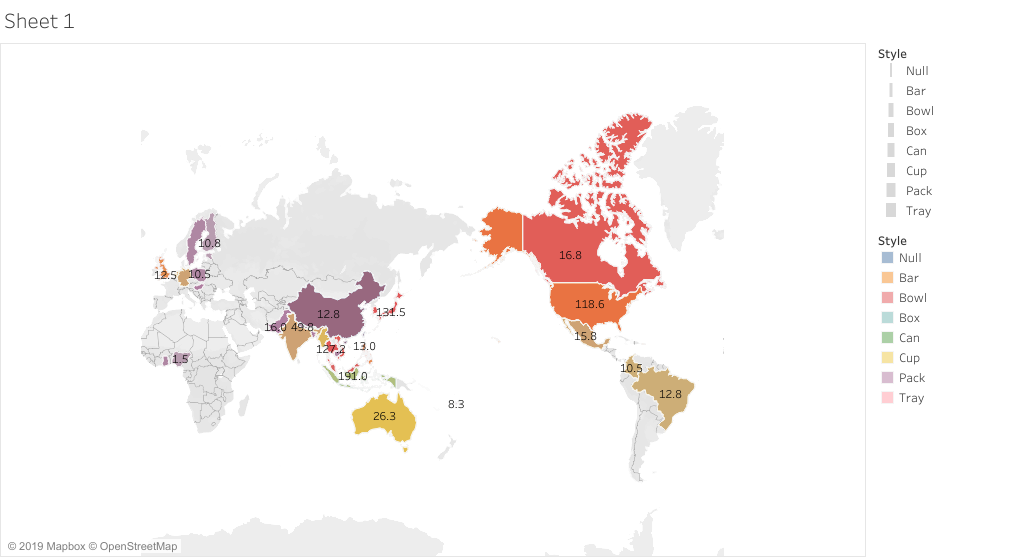 Sheet 1
Style
Null
Bar
Bowl
Box
Can
Cup
Pack
Tray
Style
Null
Bar
Bowl
Box
Can
Cup
Pack
Tray
10.8
12.5 10.5
16.8
12.8
118.6
131.5
16.0 49.8
15.8
127.2 13.0
1.5
10.5
191.0
12.8
8.3
26.3
© 2019 Mapbox © OpenStreetMap